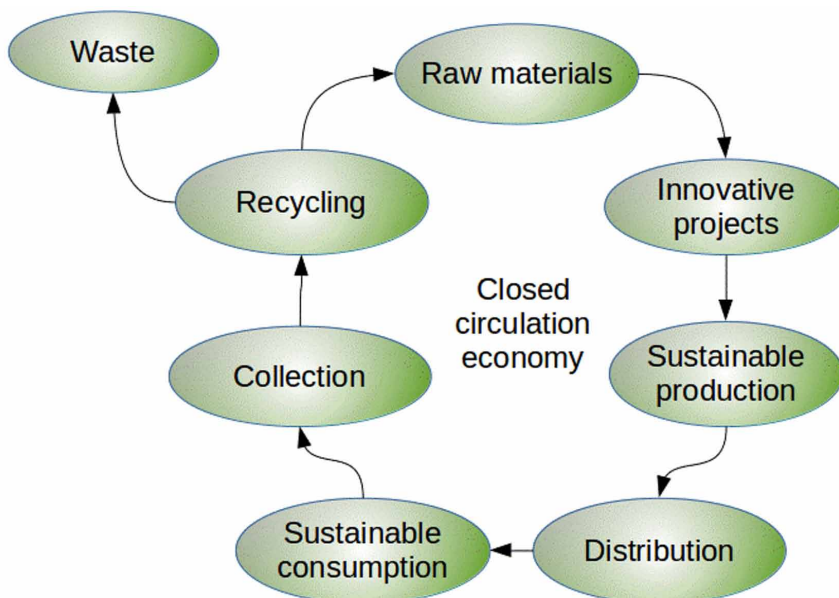 Waste
Raw materials
Recycling
Innovative
projects
Closed
circulation
economy
Collection
Sustainable
production
Sustainable
consumption
Distribution